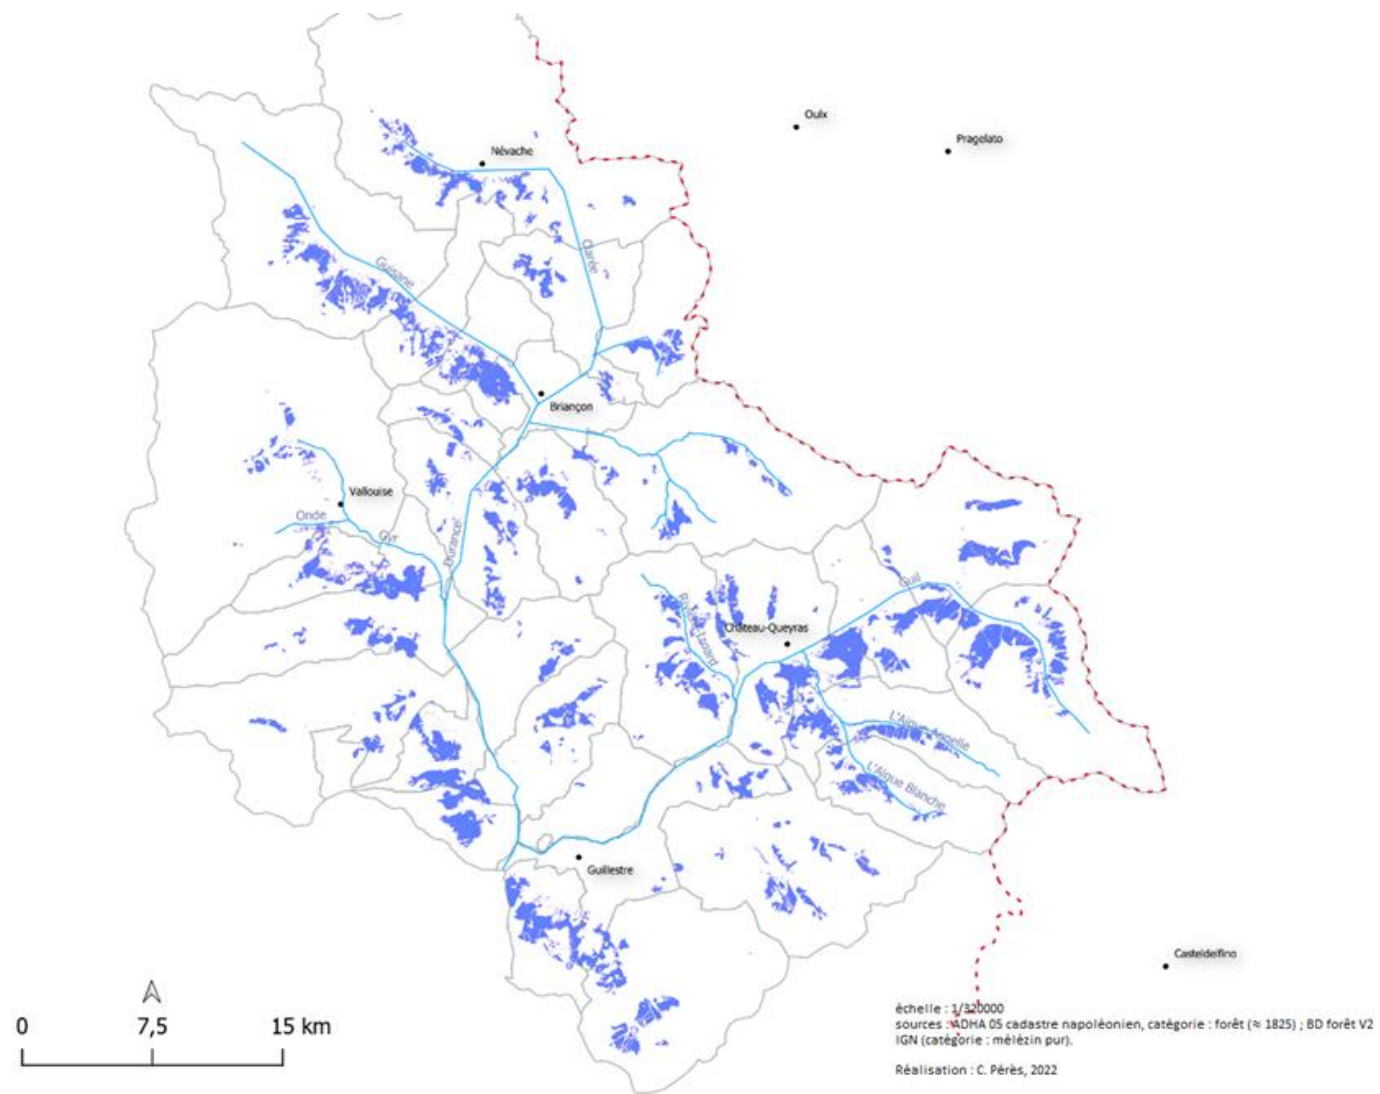 Oulx
Pragelato
Névache
Clarée
Guisane
Briançon
Vallouise
Onde
Gyr
Durance
Guil
Château-Queyras
L'Aigue Agnelle
L'Aigue Blanche
Guillestre
Casteldelfino
0 7,5 15 km
échelle : 1/320000
sources : ADHA 05 cadastre napoléonien, catégorie : forêt (≈ 1825) ; BD forêt V2
IGN (catégorie : mélézin pur).
Réalisation : C. Pérès, 2022